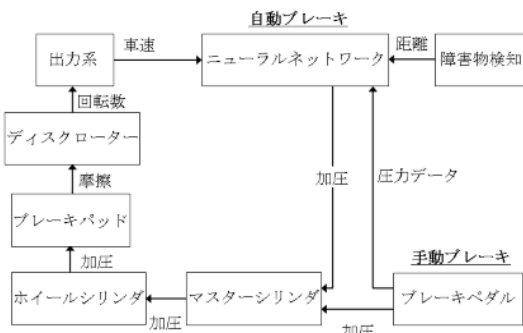 自動ブレーキ
出力系
車速
ニューラルネットワーク
距離
障害物検知
回転数
ディスクローター
摩擦
加圧
圧力データ
ブレーキパッド
加圧
手動ブレーキ
ホイールシリンダ
加圧
マスターシリンダ
加圧
ブレーキペダル